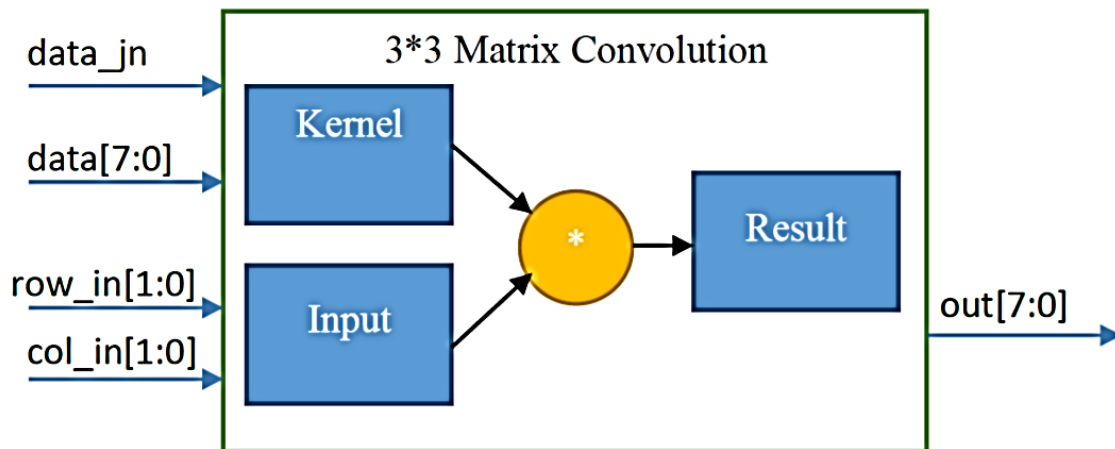 3*3 Matrix Convolution
data_jn
data[7:0]
row_in[1:0]
col_in[1:0]
Kernel
Input
*
Result
out[7:0]